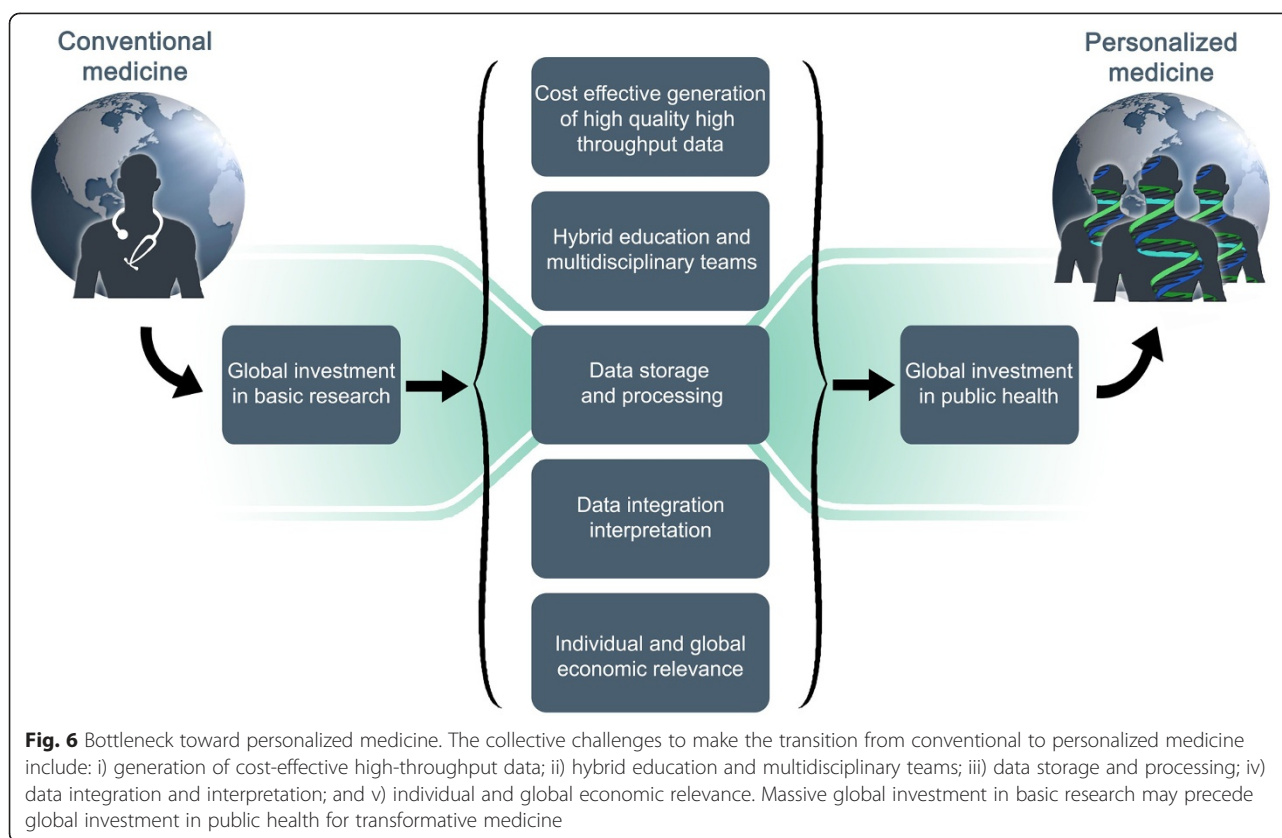 Conventional
medicine
Personalized
medicine
Cost effective generation
of high quality high
throughput data
Hybrid education and
multidisciplinary teams
Global investment
in basic research
Data storage
and processing
Global investment
in public health
Data integration
interpretation
Individual and global
economic relevance
Fig. 6 Bottleneck toward personalized medicine. The collective challenges to make the transition from conventional to personalized medicine
include: i) generation of cost-effective high-throughput data; ii) hybrid education and multidisciplinary teams; iii) data storage and processing; iv)
data integration and interpretation; and v) individual and global economic relevance. Massive global investment in basic research may precede
global investment in public health for transformative medicine